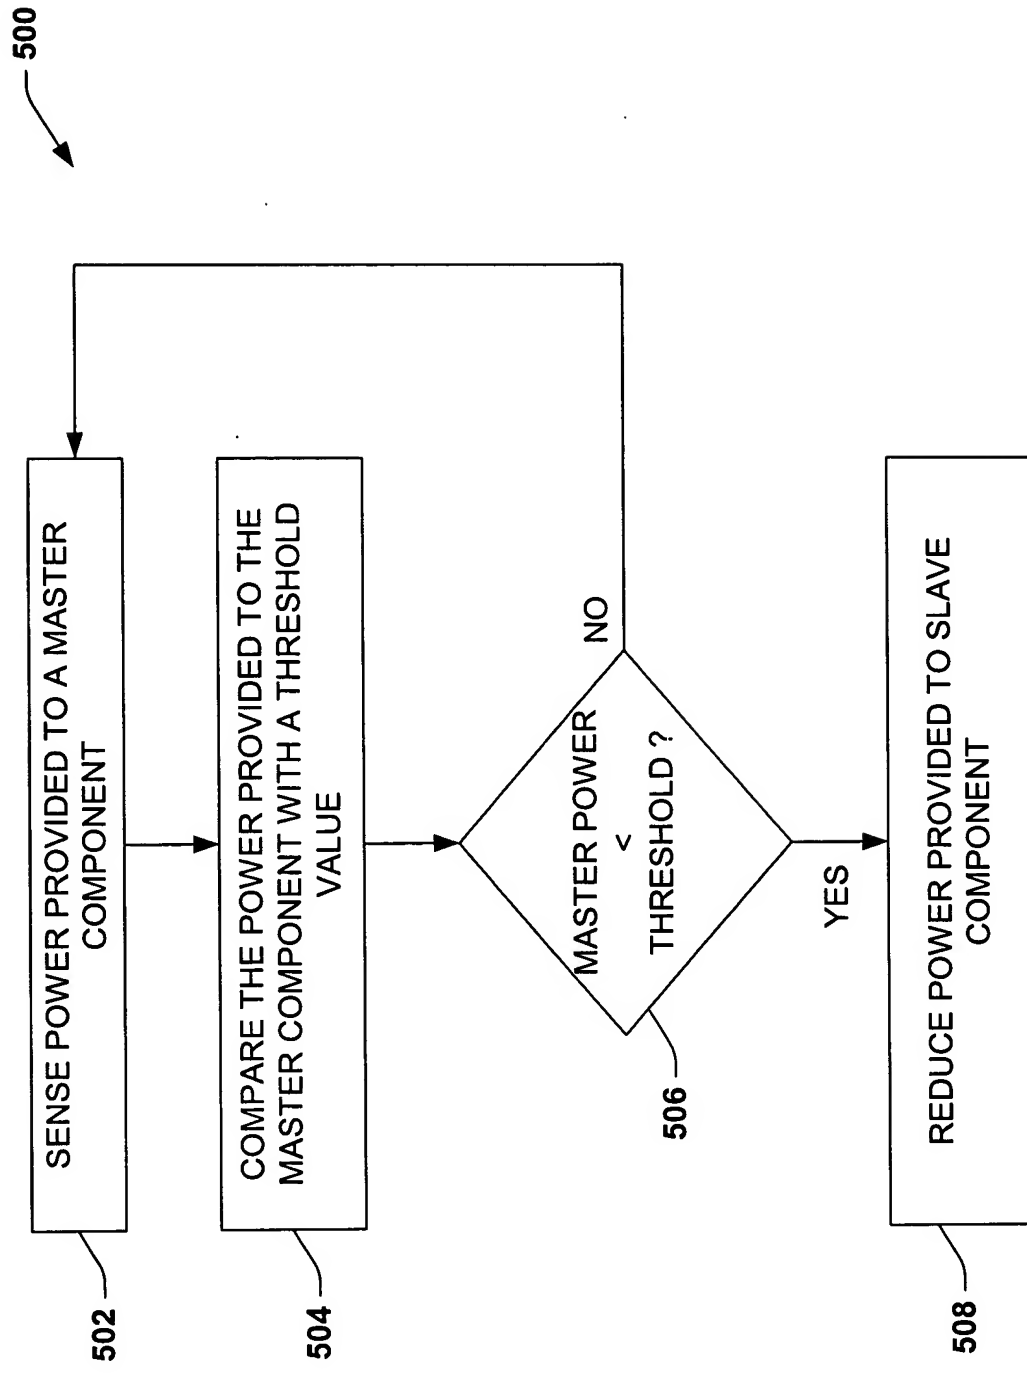 500
SENSE POWER PROVIDED TO A MASTER
COMPONENT
502
COMPARE THE POWER PROVIDED TO THE
MASTER COMPONENT WITH A THRESHOLD
VALUE
504
MASTER POWER
<
THRESHOLD ?
NO
506
YES
REDUCE POWER PROVIDED TO SLAVE
COMPONENT
508